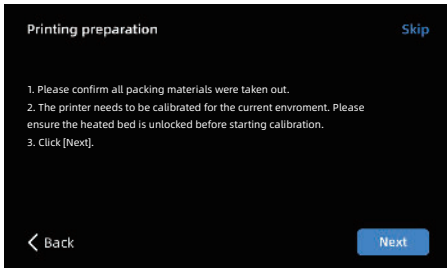 Printing preparation
Skip
1. Please confirm all packing materials were taken out.
2. The printer needs to be calibrated for the current enviroment. Please
ensure the heated bed is unlocked before starting calibration.
3. Click [Next].
Back
Next